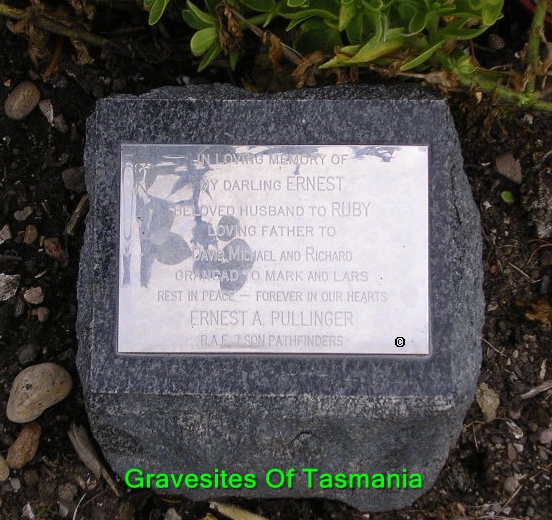 IN LOVING MEMORY OF
MY DARLING ERNEST
BELOVED HUSBAND TO RUBY
LOVING FATHER TO
DAVID MICHAEL AND RICHARD
GRANDAD TO MARK AND LARS
REST IN PEACE — FOREVER IN OUR HEARTS
ERNEST A. PULLINGER
R.A.F. 7 SQN PATHFINDERS
©
Gravesites Of Tasmania